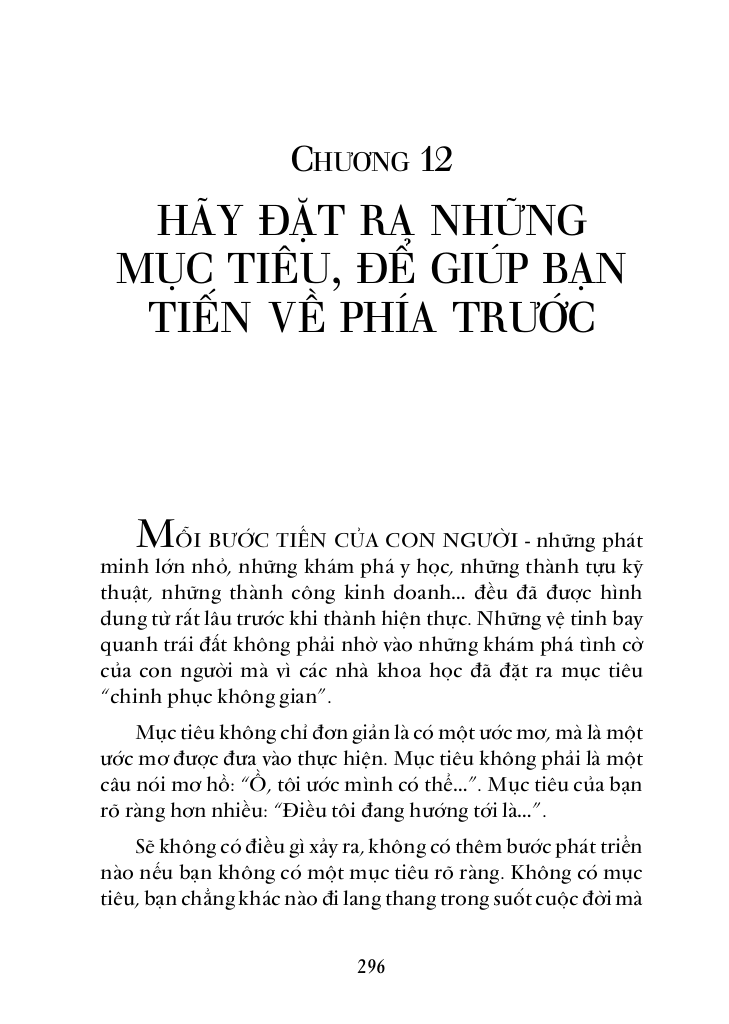 CHƯƠNG 12
HÃY ĐẶT RA NHỮNG
MỤC TIÊU, ĐỂ GIÚP BẠN
TIẾN VỀ PHÍA TRƯỚC
MỖI BƯỚC TIẾN CỦA CON NGƯỜI - những phát
minh lớn nhỏ, những khám phá y học, những thành tựu kỹ
thuật, những thành công kinh doanh... đều đã được hình
dung từ rất lâu trước khi thành hiện thực. Những vệ tinh bay
quanh trái đất không phải nhờ vào những khám phá tình cờ
của con người mà vì các nhà khoa học đã đặt ra mục tiêu
“chinh phục không gian”.
Mục tiêu không chỉ đơn giản là có một ước mơ, mà là một
ước mơ được đưa vào thực hiện. Mục tiêu không phải là một
câu nói mơ hồ: “Ồ, tôi ước mình có thể...”. Mục tiêu của bạn
rõ ràng hơn nhiều: “Điều tôi đang hướng tới là...”.
Sẽ không có điều gì xảy ra, không có thêm bước phát triển
nào nếu bạn không có một mục tiêu rõ ràng. Không có mục
tiêu, bạn chẳng khác nào đi lang thang trong suốt cuộc đời mà
296